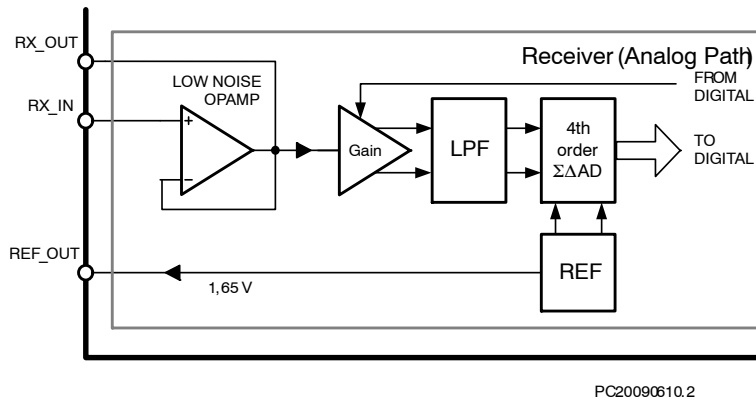 RX_OUT
Receiver (Analog Path)
LOW NOISE
OPAMP
FROM
DIGITAL
RX_IN
+
−
Gain
LPF
4th
order
ΣΔAD
TO
DIGITAL
REF_OUT
1,65 V
REF
PC20090610.2